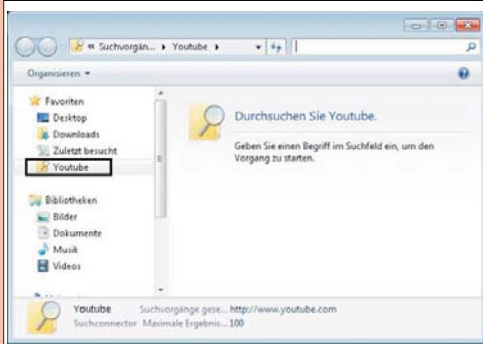 « Suchvorgän... ▸ Youtube ▸
Organisieren
Favoriten
Desktop
Downloads
Zuletzt besucht
Youtube
Bibliotheken
Bilder
Dokumente
Musik
Videos
Durchsuchen Sie Youtube.
Geben Sie einen Begriff im Suchfeld ein, um den
Vorgang zu starten.
Youtube Suchvorgänge gese... http://www.youtube.com
Suchconnector Maximale Ergebnis... 100